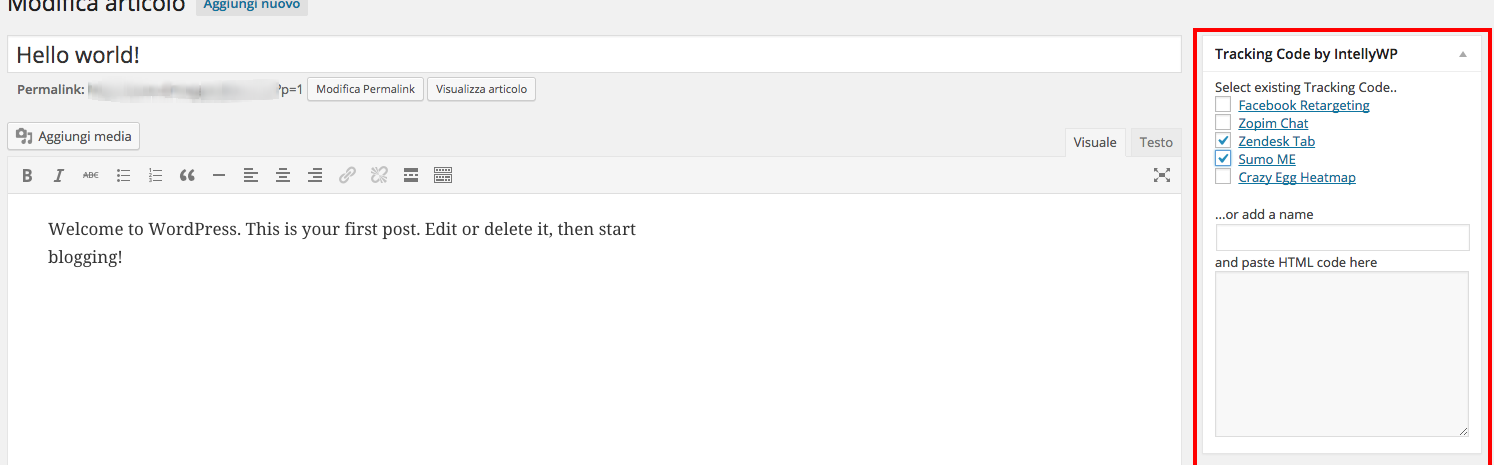 Modifica articolo Aggiungi nuovo
Hello world!
Permalink: ?p=1 Modifica Permalink Visualizza articolo
Aggiungi media
Visuale Testo
B I ABC
Welcome to WordPress. This is your first post. Edit or delete it, then start
blogging!
Tracking Code by IntellyWP
Select existing Tracking Code..
Facebook Retargeting
Zopim Chat
Zendesk Tab
Sumo ME
Crazy Egg Heatmap
...or add a name
and paste HTML code here